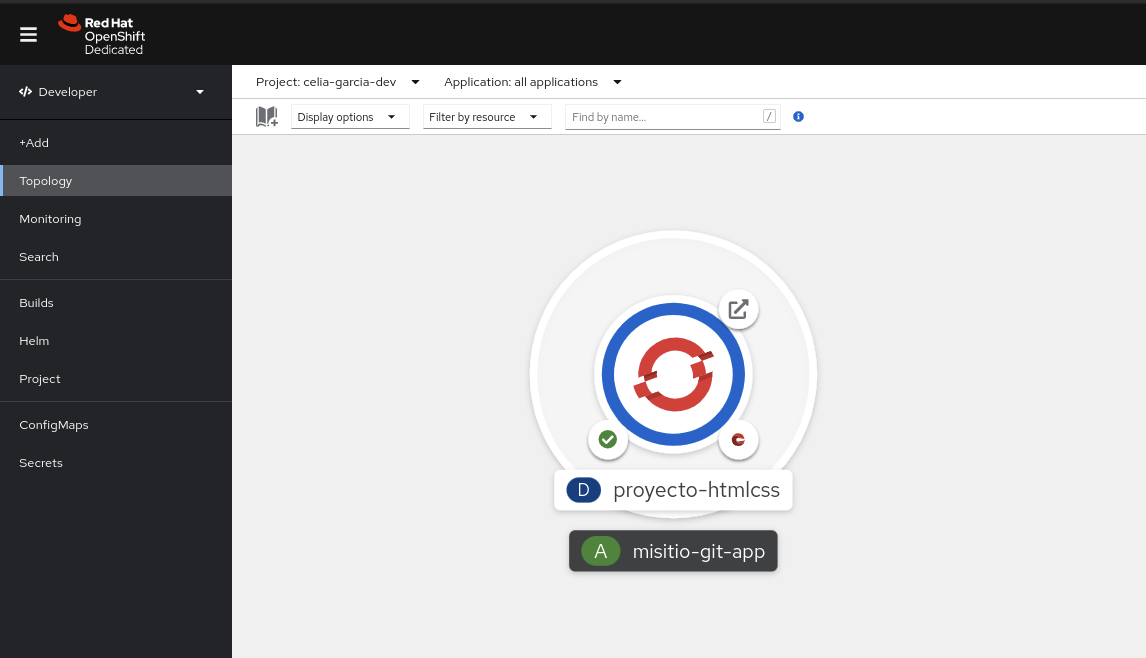 Red Hat
OpenShift
Dedicated
Developer
Project: celia-garcia-dev
Application: all applications
Display options
Filter by resource
Find by name...
/
+Add
Topology
Monitoring
Search
Builds
Helm
Project
ConfigMaps
Secrets
D proyecto-htmlcss
A misitio-git-app